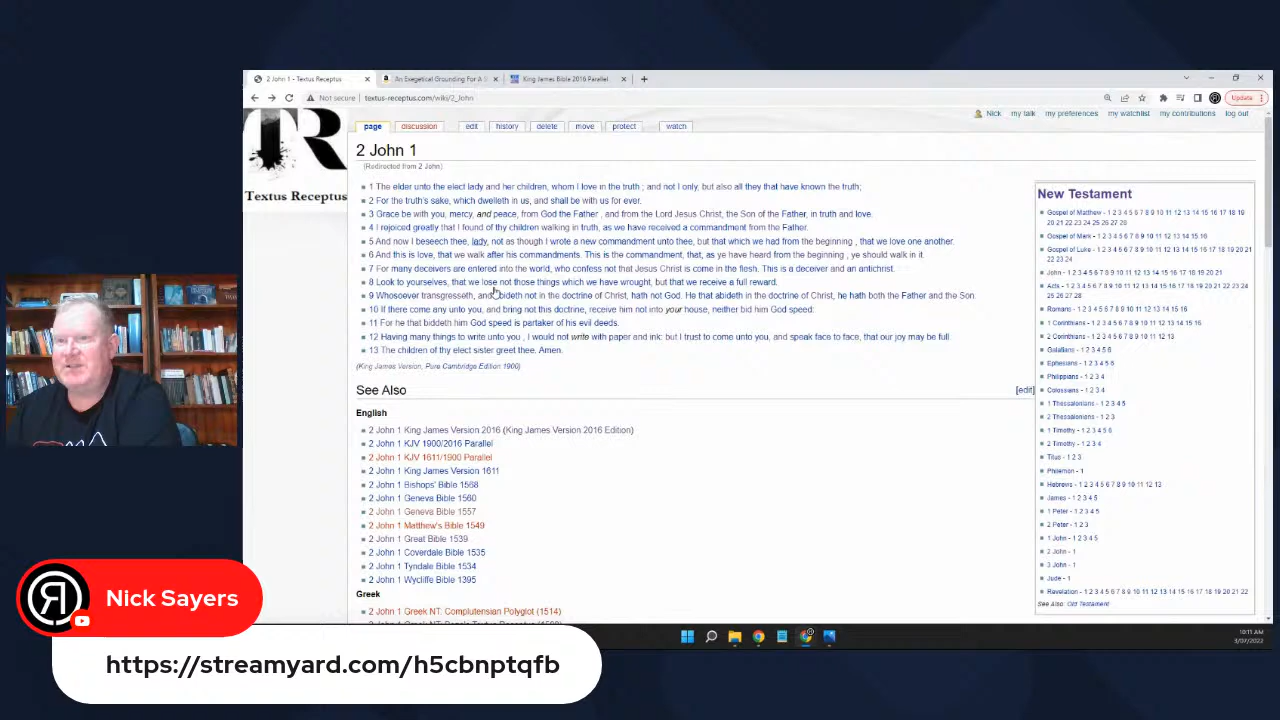 2 John 1 - Textus Receptus
An Exegetical Grounding For A S
King James Bible 2016 Parallel
Not secure
textus-receptus.com/wiki/2_John
Update
Nick my talk my preferences my watchlist my contributions log out
page discussion edit history delete move protect watch
TR
Textus Receptus
2 John 1
(Redirected from 2 John)
1 The elder unto the elect lady and her children, whom I love in the truth ; and not I only, but also all they that have known the truth;
2 For the truth's sake, which dwelleth in us, and shall be with us for ever.
3 Grace be with you, mercy, and peace, from God the Father , and from the Lord Jesus Christ, the Son of the Father, in truth and love.
4 I rejoiced greatly that I found of thy children walking in truth, as we have received a commandment from the Father.
5 And now I beseech thee, lady, not as though I wrote a new commandment unto thee, but that which we had from the beginning , that we love one another.
6 And this is love, that we walk after his commandments. This is the commandment, that, as ye have heard from the beginning , ye should walk in it.
7 For many deceivers are entered into the world, who confess not that Jesus Christ is come in the flesh. This is a deceiver and an antichrist.
8 Look to yourselves, that we lose not those things which we have wrought, but that we receive a full reward.
9 Whosoever transgresseth, and abideth not in the doctrine of Christ, hath not God. He that abideth in the doctrine of Christ, he hath both the Father and the Son.
10 If there come any unto you, and bring not this doctrine, receive him not into your house, neither bid him God speed:
11 For he that biddeth him God speed is partaker of his evil deeds.
12 Having many things to write unto you , I would not write with paper and ink: but I trust to come unto you, and speak face to face, that our joy may be full.
13 The children of thy elect sister greet thee. Amen.
(King James Version, Pure Cambridge Edition 1900)
See Also
[edit]
English
2 John 1 King James Version 2016 (King James Version 2016 Edition)
2 John 1 KJV 1900/2016 Parallel
2 John 1 KJV 1611/1900 Parallel
2 John 1 King James Version 1611
2 John 1 Bishops' Bible 1568
2 John 1 Geneva Bible 1560
2 John 1 Geneva Bible 1557
2 John 1 Matthew's Bible 1549
2 John 1 Great Bible 1539
2 John 1 Coverdale Bible 1535
2 John 1 Tyndale Bible 1534
2 John 1 Wycliffe Bible 1395
Greek
2 John 1 Greek NT: Complutensian Polyglot (1514)
New Testament
Gospel of Matthew - 1 2 3 4 5 6 7 8 9 10 11 12 13 14 15 16 17 18 19
20 21 22 23 24 25 26 27 28
Gospel of Mark - 1 2 3 4 5 6 7 8 9 10 11 12 13 14 15 16
Gospel of Luke - 1 2 3 4 5 6 7 8 9 10 11 12 13 14 15 16 17 18 19 20 21
22 23 24
John - 1 2 3 4 5 6 7 8 9 10 11 12 13 14 15 16 17 18 19 20 21
Acts - 1 2 3 4 5 6 7 8 9 10 11 12 13 14 15 16 17 18 19 20 21 22 23 24
25 26 27 28
Romans - 1 2 3 4 5 6 7 8 9 10 11 12 13 14 15 16
1 Corinthians - 1 2 3 4 5 6 7 8 9 10 11 12 13 14 15 16
2 Corinthians - 1 2 3 4 5 6 7 8 9 10 11 12 13
Galatians - 1 2 3 4 5 6
Ephesians - 1 2 3 4 5 6
Philippians - 1 2 3 4
Colossians - 1 2 3 4
1 Thessalonians - 1 2 3 4 5
2 Thessalonians - 1 2 3
1 Timothy - 1 2 3 4 5 6
2 Timothy - 1 2 3 4
Titus - 1 2 3
Philemon - 1
Hebrews - 1 2 3 4 5 6 7 8 9 10 11 12 13
James - 1 2 3 4 5
1 Peter - 1 2 3 4 5
2 Peter - 1 2 3
1 John - 1 2 3 4 5
2 John - 1
3 John - 1
Jude - 1
Revelation - 1 2 3 4 5 6 7 8 9 10 11 12 13 14 15 16 17 18 19 20 21 22
See Also: Old Testament
10:11 AM
3/07/2022
Nick Sayers
https://streamyard.com/h5cbnptqfb